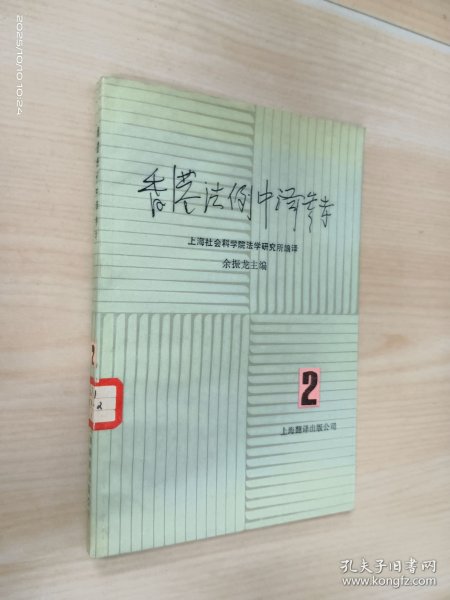 2025/10/10 10:24
香港法例中译参考
上海社会科学院法学研究所编译
余振龙主编
2
上海翻译出版公司
孔夫子旧书网
www.kongfz.com